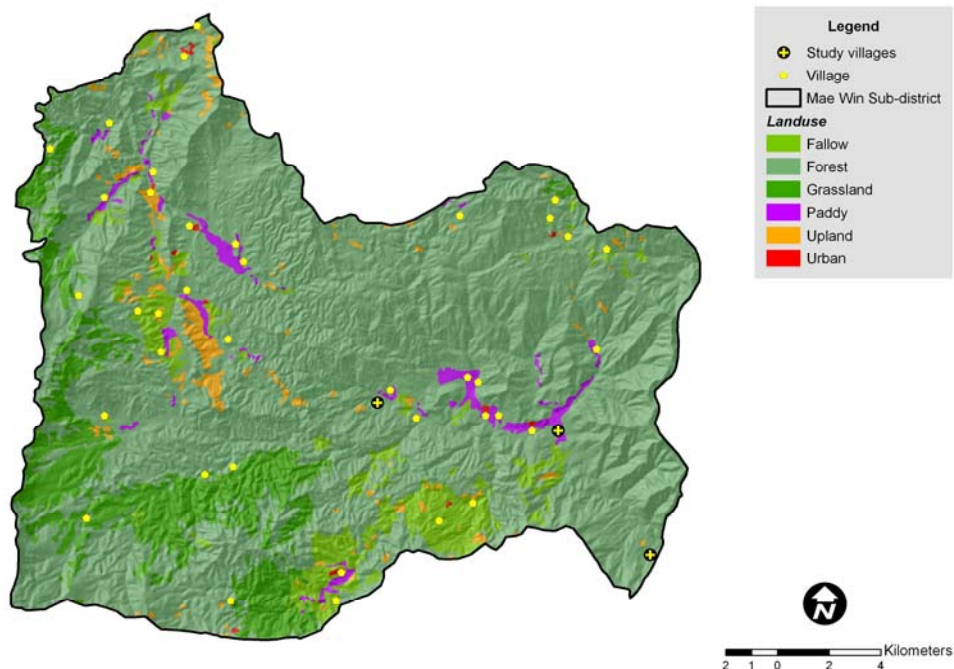 Legend
Study villages
Village
Mae Win Sub-district
Landuse
Fallow
Forest
Grassland
Paddy
Upland
Urban
N
Kilometers
2 1 0 2 4